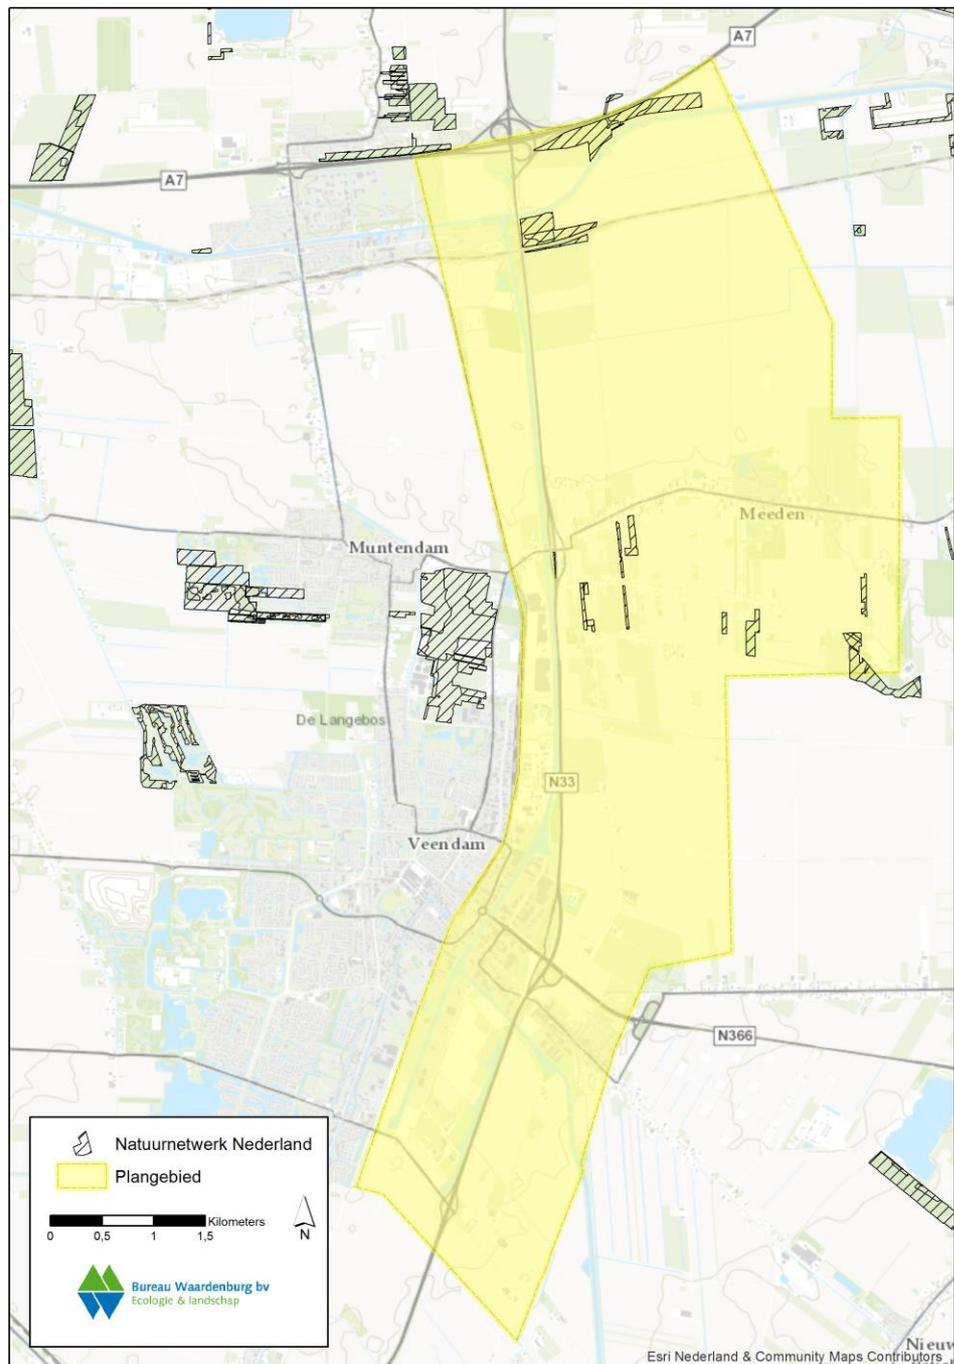 A7
A7
Meeden
Muntendam
De Langebos
N33
Veendam
N366
Natuurnetwerk Nederland
Plangebied
Kilometers
0 0,5 1 1,5
N
Bureau Waardenburg bv
Ecologie & landschap
Nieuw
Esri Nederland & Community Maps Contributors